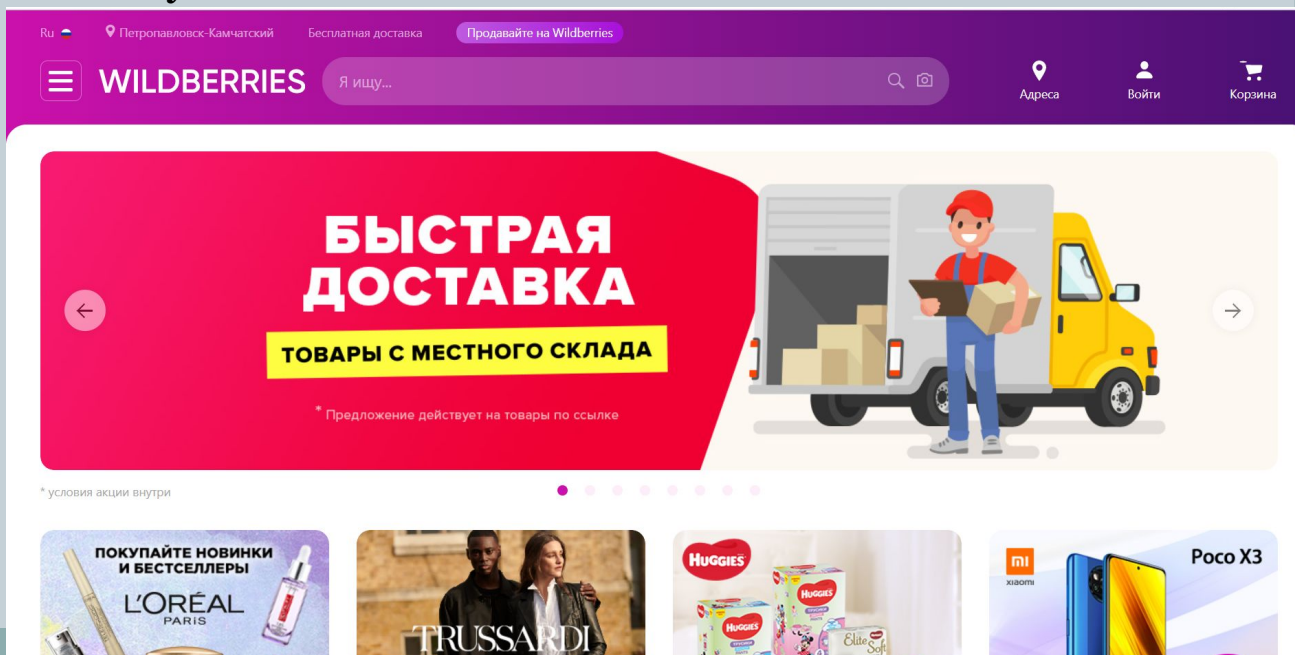 Ru
Петропавловск-Камчатский
Бесплатная доставка
Продавайте на Wildberries
WILDBERRIES
Я ищу...
Адреса
Войти
Корзина
БЫСТРАЯ
ДОСТАВКА
ТОВАРЫ С МЕСТНОГО СКЛАДА
* Предложение действует на товары по ссылке
* условия акции внутри
ПОКУПАЙТЕ НОВИНКИ
И БЕСТСЕЛЛЕРЫ
L'ORÉAL
PARIS
TRUSSARDI
HUGGIES
HUGGIES
HUGGIES
Elite
Soft
mi
XIAOMI
Poco X3